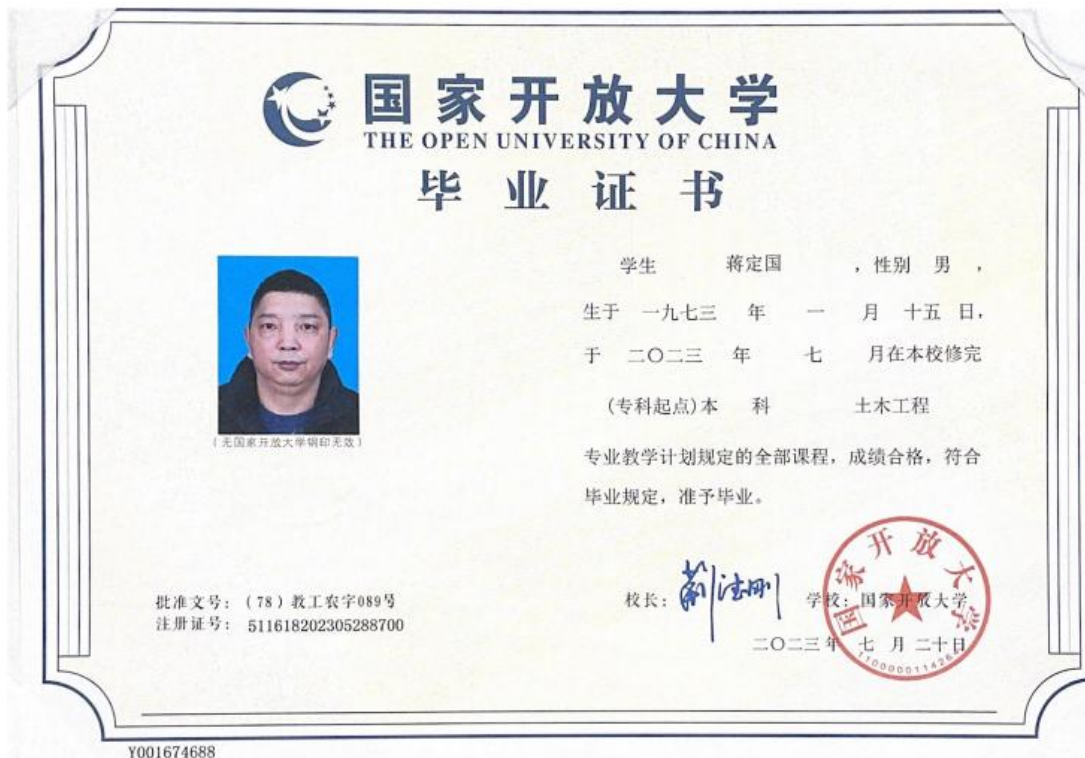 国家开放大学
THE OPEN UNIVERSITY OF CHINA
毕业证书
学生 蒋定国 ，性别 男 ，
生于 一九七三 年 一 月 十五 日，
于 二〇二三 年 七 月在本校修完
(专科起点)本 科 土木工程
专业教学计划规定的全部课程，成绩合格，符合
毕业规定，准予毕业。
（无国家开放大学钢印无效）
批准文号：（78）教工农字089号
注册证号：511618202305288700
校长：荆德刚 学校：国家开放大学
二〇二三年 七 月 二十日
国家开放大学
Y001674688